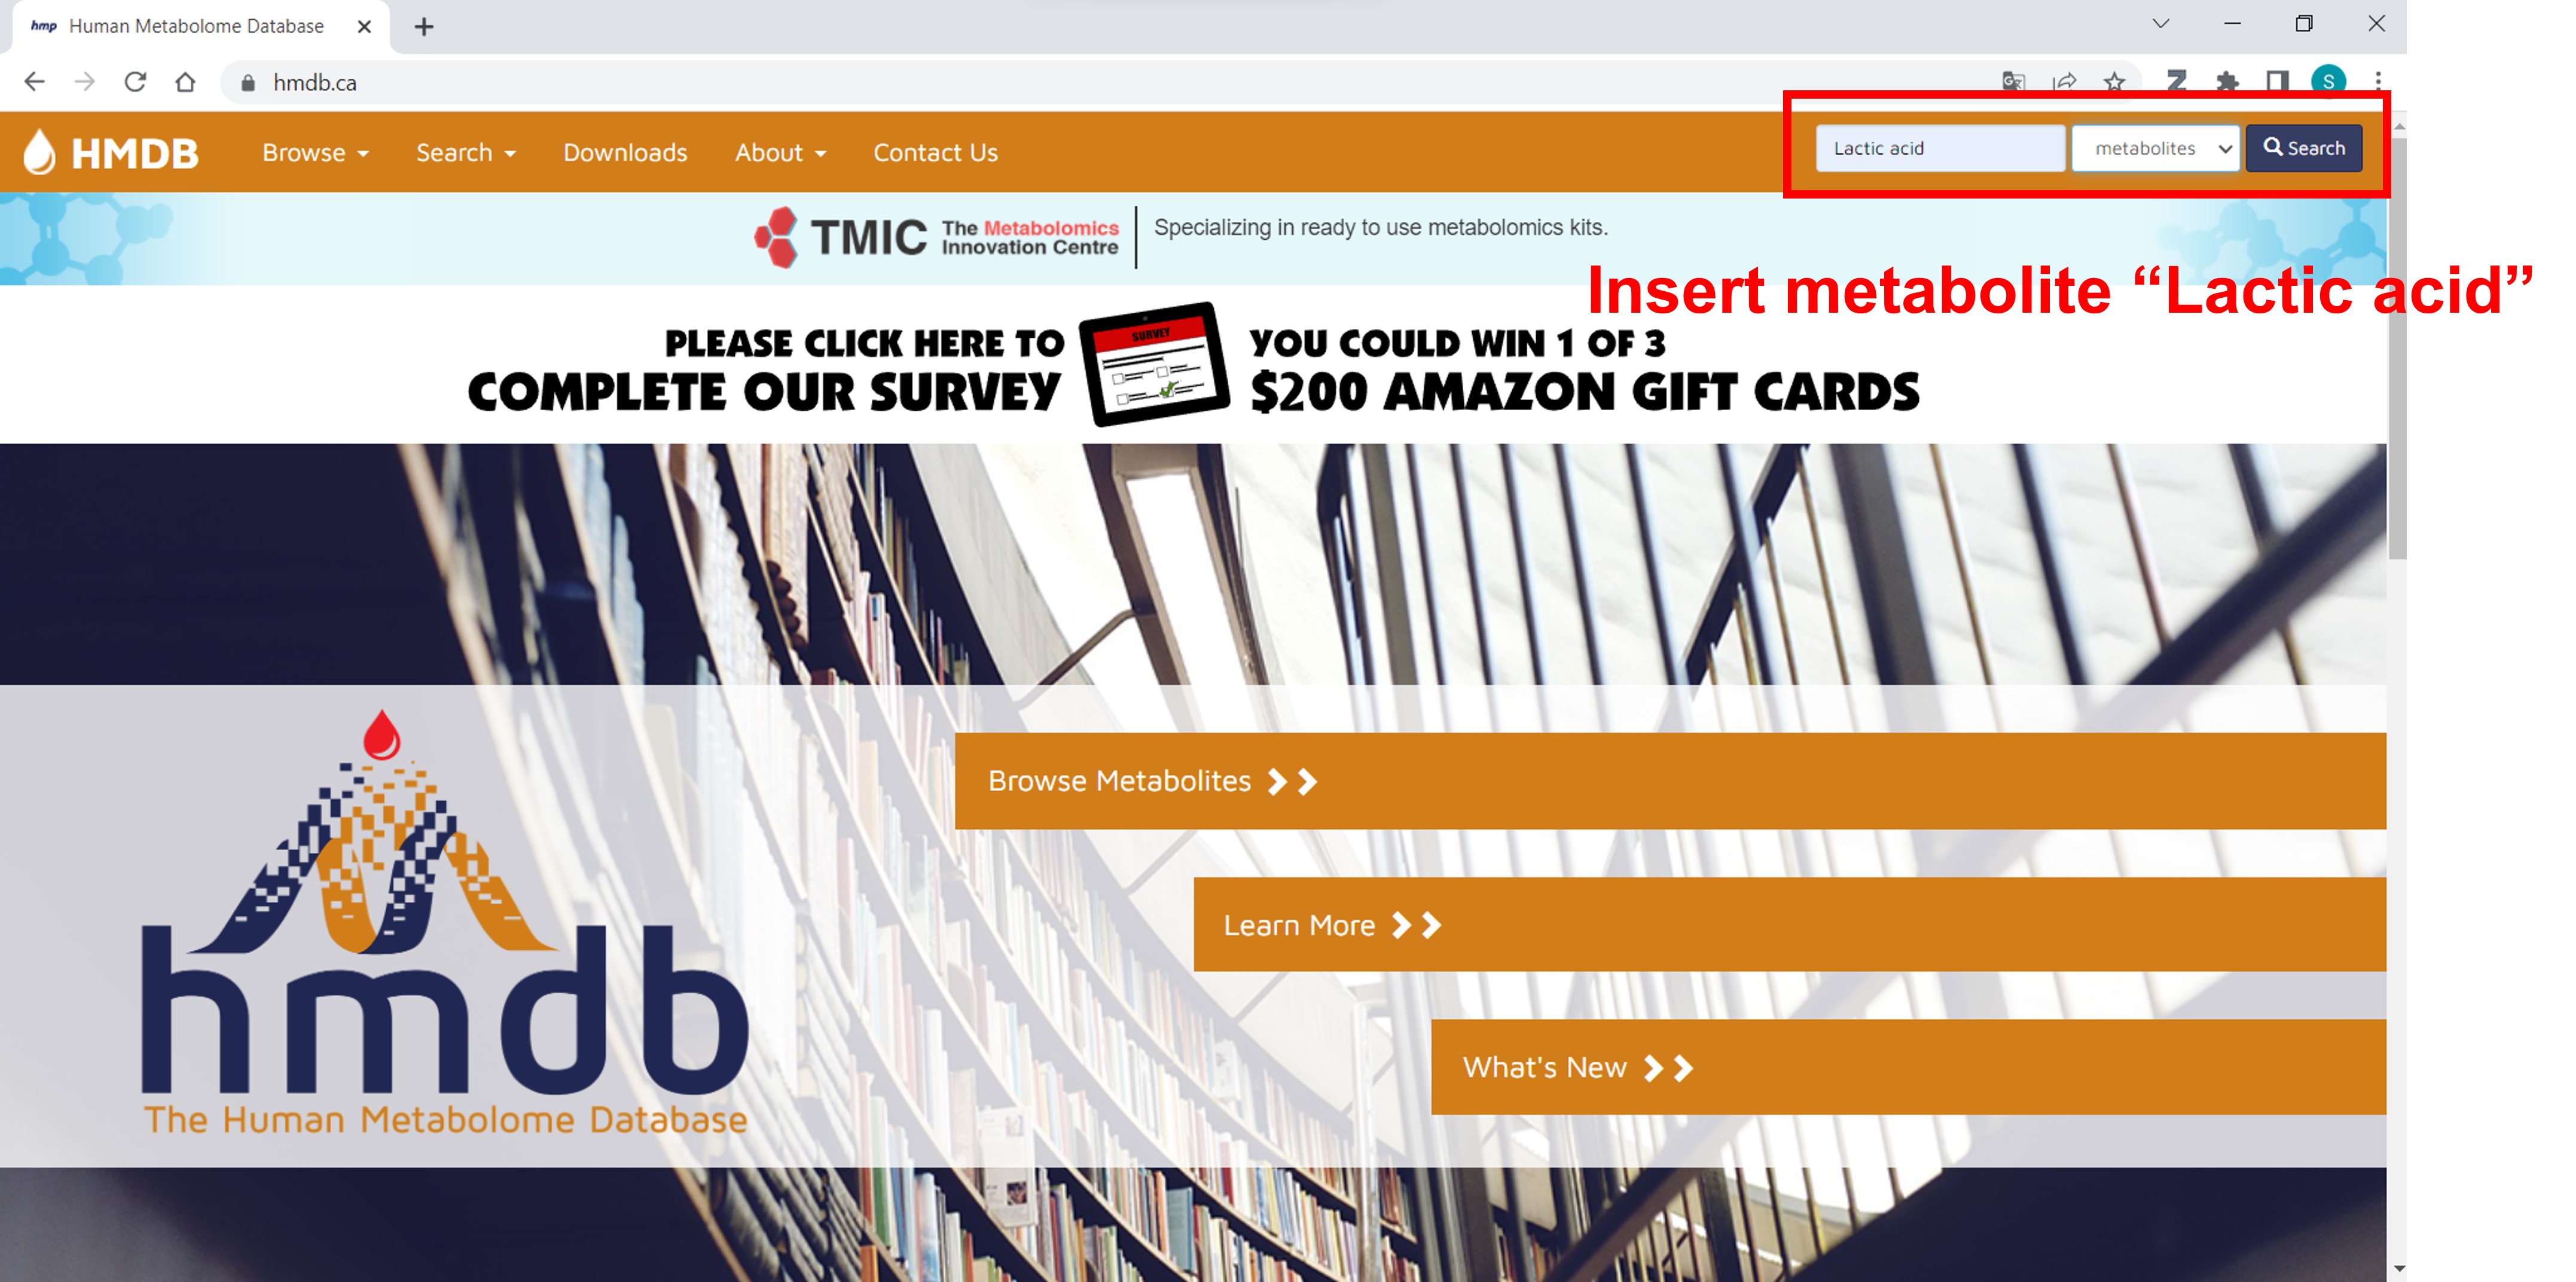 hmp Human Metabolome Database
hmdb.ca
S
HMDB Browse Search Downloads About Contact Us Lactic acid metabolites Search
TMIC The Metabolomics Innovation Centre Specializing in ready to use metabolomics kits.
Insert metabolite “Lactic acid”
PLEASE CLICK HERE TO
COMPLETE OUR SURVEY
SURVEY
YOU COULD WIN 1 OF 3
$200 AMAZON GIFT CARDS
Browse Metabolites
Learn More
What's New
hmdb
The Human Metabolome Database